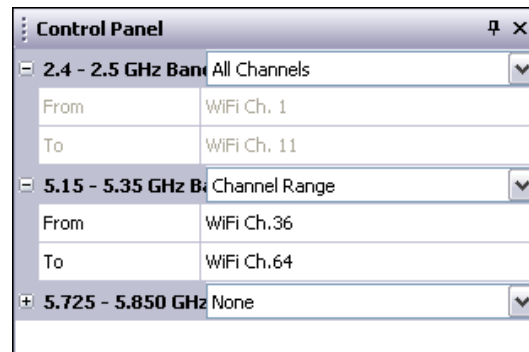 Control Panel
2.4 - 2.5 GHz Band All Channels
From WiFi Ch. 1
To WiFi Ch. 11
5.15 - 5.35 GHz Ba Channel Range
From WiFi Ch.36
To WiFi Ch.64
5.725 - 5.850 GHz None